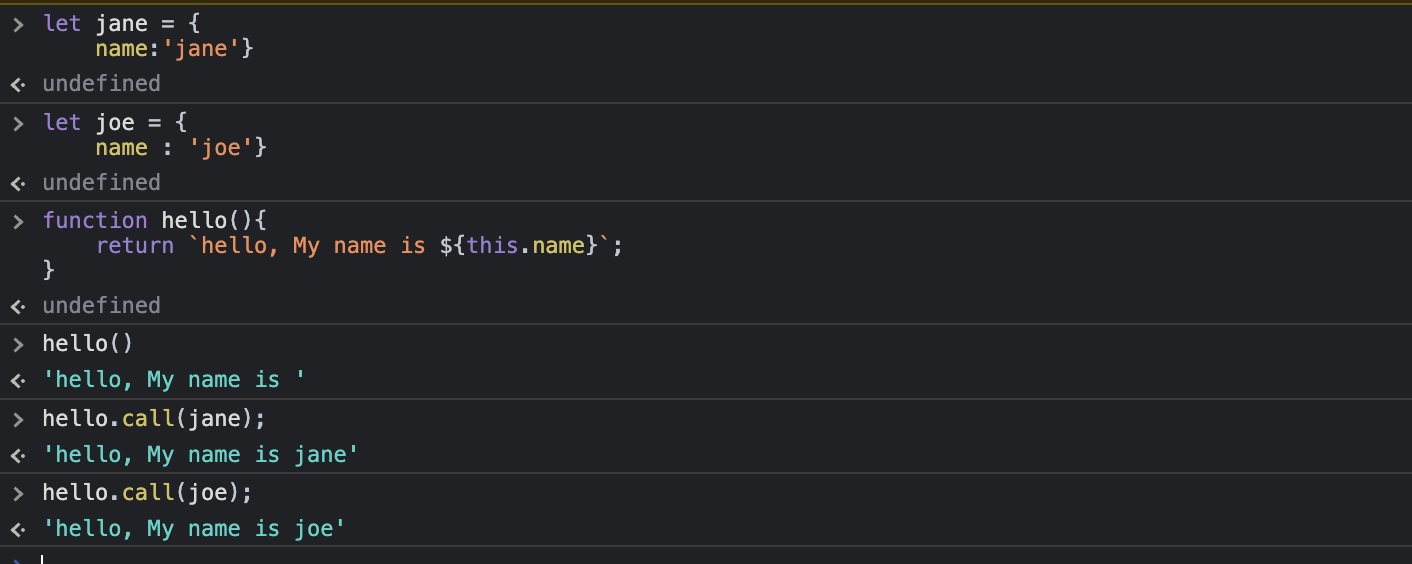 let jane = {
    name:'jane'}
undefined
let joe = {
    name : 'joe'}
undefined
function hello(){
    return `hello, My name is ${this.name}`;
}
undefined
hello()
'hello, My name is '
hello.call(jane);
'hello, My name is jane'
hello.call(joe);
'hello, My name is joe'